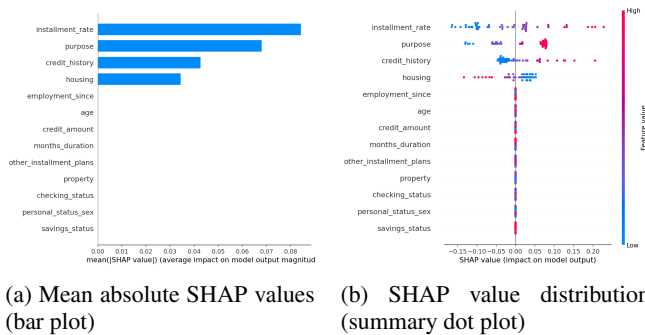 installment_rate
purpose
credit_history
housing
employment_since
age
credit_amount
months_duration
other_installment_plans
property
checking_status
personal_status_sex
savings_status
0.00 0.01 0.02 0.03 0.04 0.05 0.06 0.07 0.08
mean(|SHAP value|) (average impact on model output magnitud
(a) Mean absolute SHAP values
(bar plot)
installment_rate
purpose
credit_history
housing
employment_since
age
credit_amount
months_duration
other_installment_plans
property
checking_status
personal_status_sex
savings_status
−0.15 −0.10 −0.05 0.00 0.05 0.10 0.15 0.20
SHAP value (impact on model output)
High
Feature value
Low
(b) SHAP value distribution
(summary dot plot)